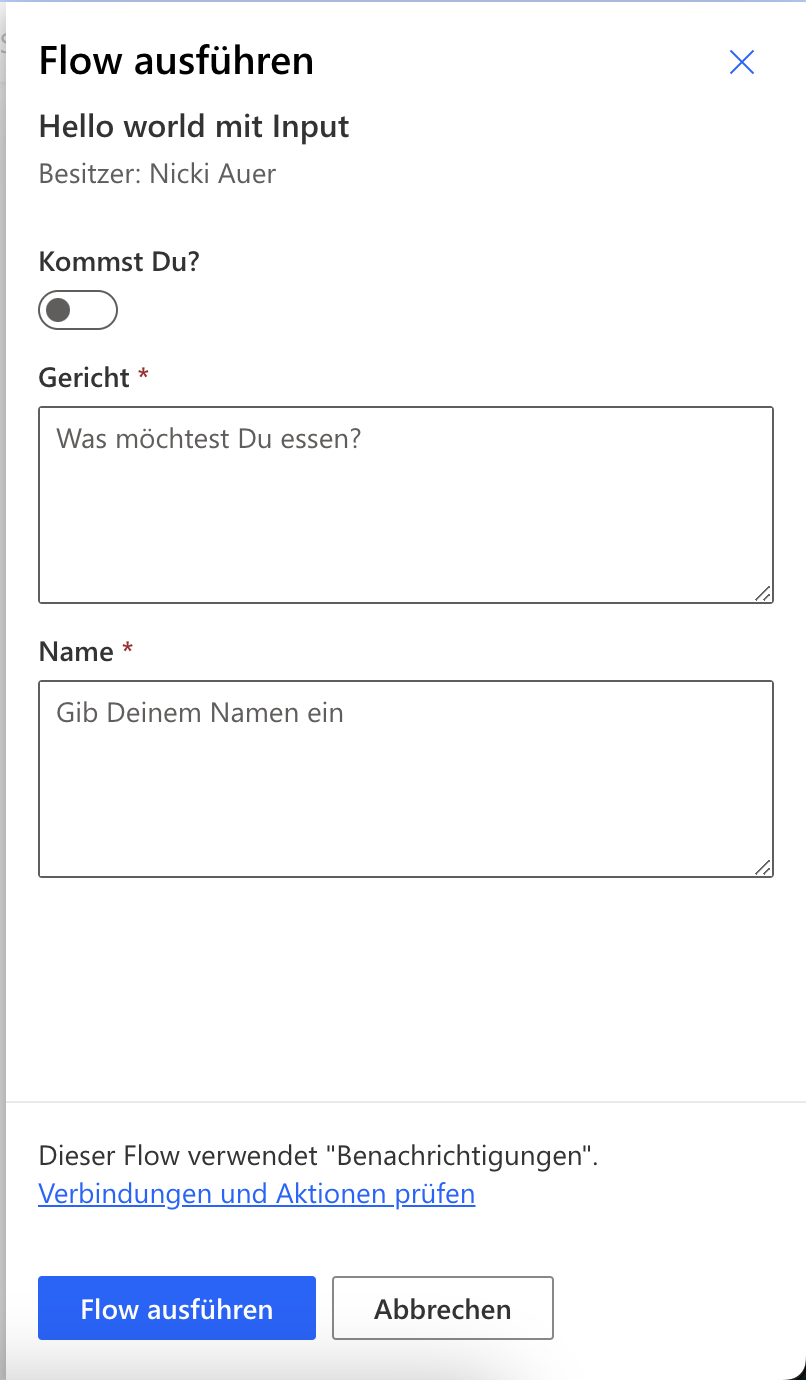 Flow ausführen
Hello world mit Input
Besitzer: Nicki Auer
Kommst Du?
Gericht *
Was möchtest Du essen?
Name *
Gib Deinem Namen ein
Dieser Flow verwendet "Benachrichtigungen".
Verbindungen und Aktionen prüfen
Flow ausführen Abbrechen